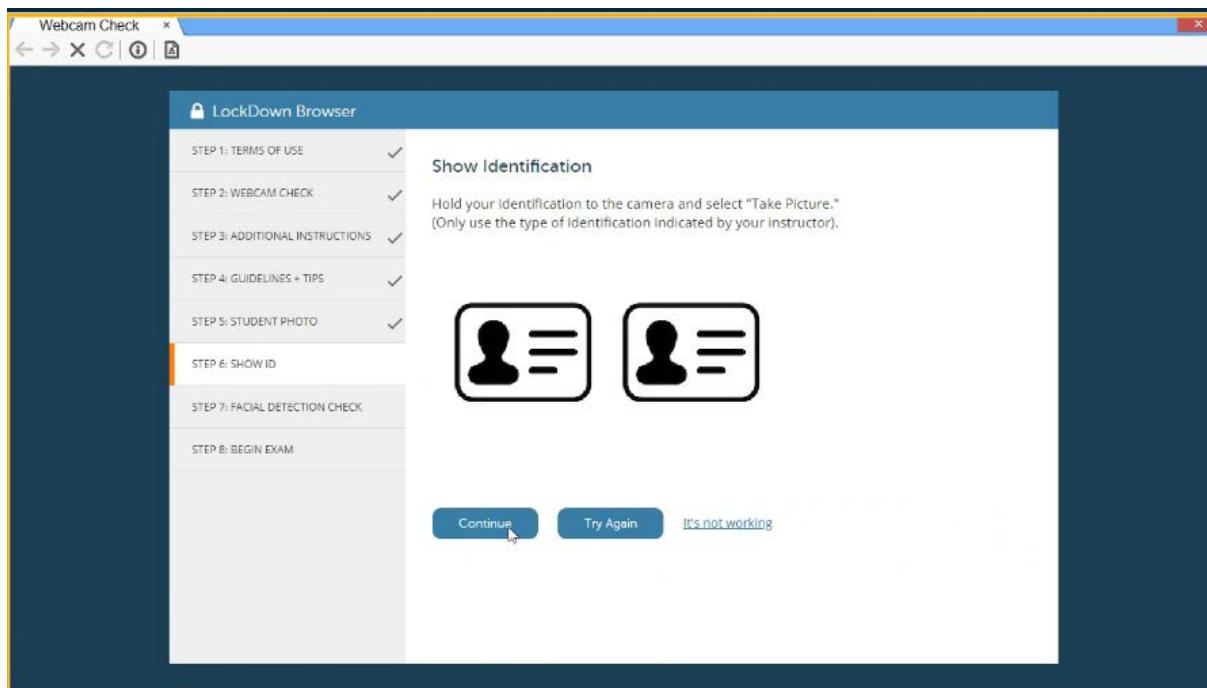 Webcam Check
LockDown Browser
STEP 1: TERMS OF USE
STEP 2: WEBCAM CHECK
STEP 3: ADDITIONAL INSTRUCTIONS
STEP 4: GUIDELINES + TIPS
STEP 5: STUDENT PHOTO
STEP 6: SHOW ID
STEP 7: FACIAL DETECTION CHECK
STEP 8: BEGIN EXAM
Show Identification
Hold your identification to the camera and select "Take Picture."
(Only use the type of identification indicated by your instructor).
Continue
Try Again
It's not working